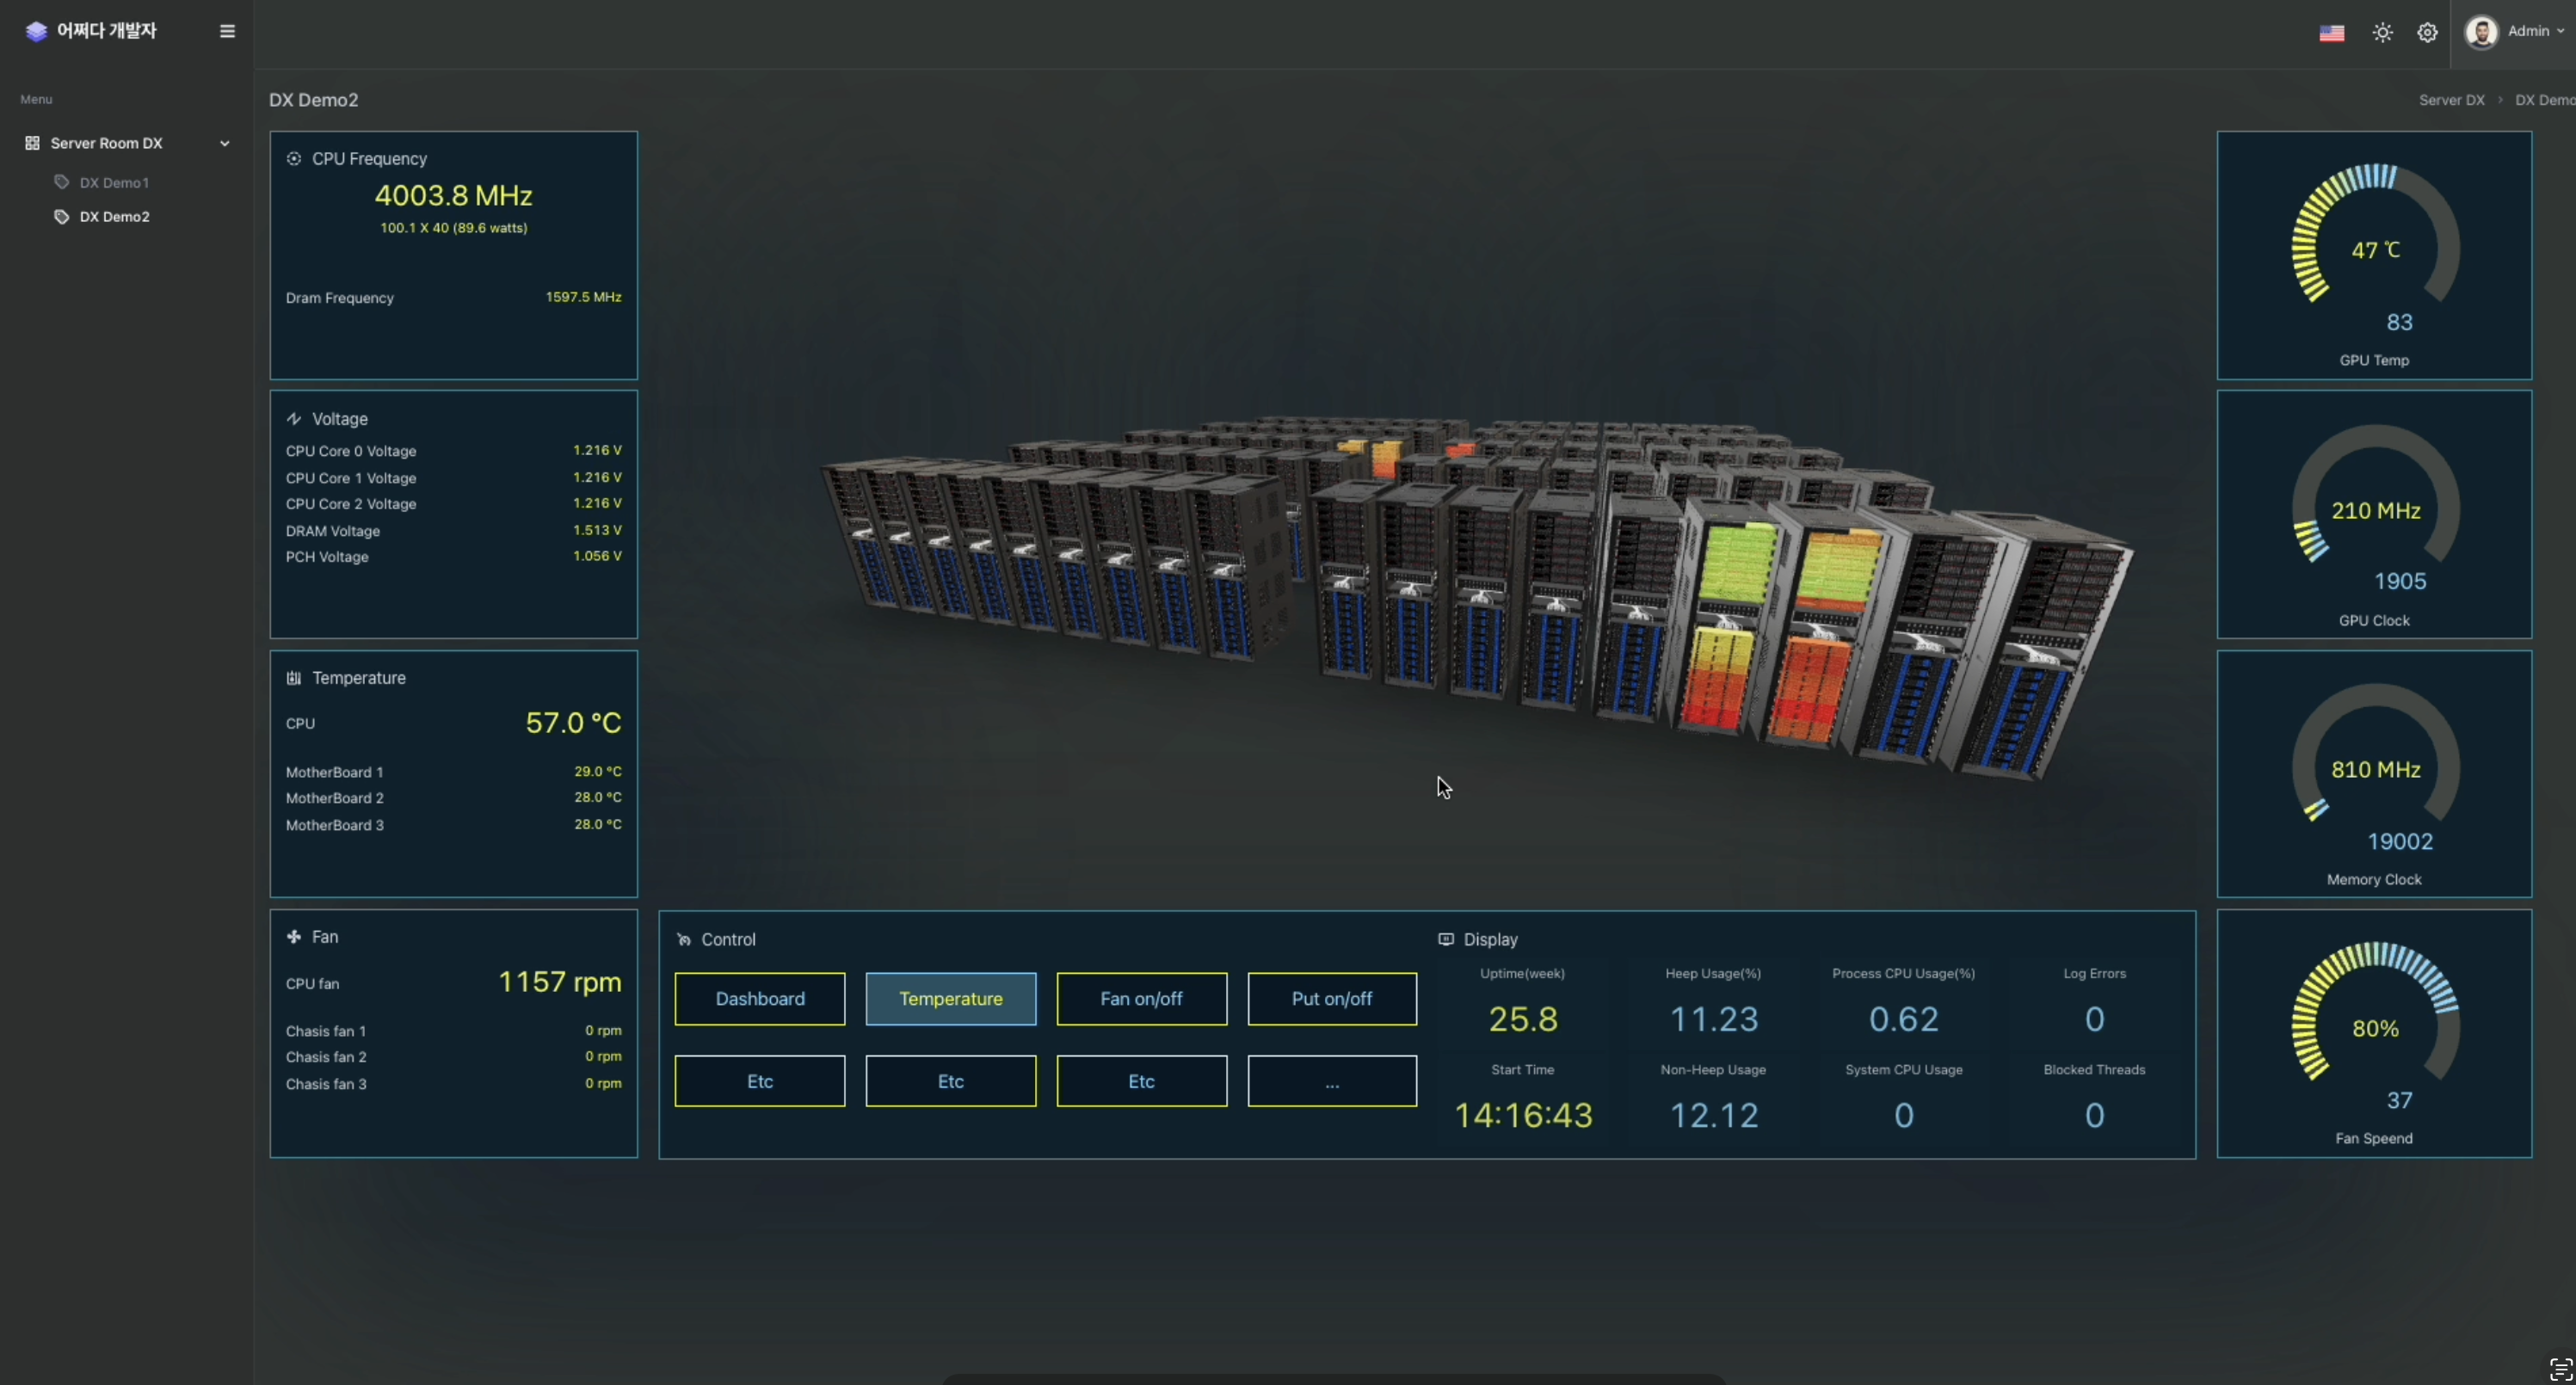 어쩌다 개발자
Admin
Menu
Server Room DX
DX Demo1
DX Demo2
DX Demo2
Server DX > DX Demo
CPU Frequency
4003.8 MHz
100.1 X 40 (89.6 watts)
Dram Frequency 1597.5 MHz
Voltage
CPU Core 0 Voltage 1.216 V
CPU Core 1 Voltage 1.216 V
CPU Core 2 Voltage 1.216 V
DRAM Voltage 1.513 V
PCH Voltage 1.056 V
Temperature
CPU 57.0 °C
MotherBoard 1 29.0 °C
MotherBoard 2 28.0 °C
MotherBoard 3 28.0 °C
Fan
CPU fan 1157 rpm
Chasis fan 1 0 rpm
Chasis fan 2 0 rpm
Chasis fan 3 0 rpm
Control
Dashboard Temperature Fan on/off Put on/off
Etc Etc Etc ...
Display
Uptime(week) Heep Usage(%) Process CPU Usage(%) Log Errors
25.8 11.23 0.62 0
Start Time Non-Heep Usage System CPU Usage Blocked Threads
14:16:43 12.12 0 0
47 ℃
83
GPU Temp
210 MHz
1905
GPU Clock
810 MHz
19002
Memory Clock
80%
37
Fan Speend